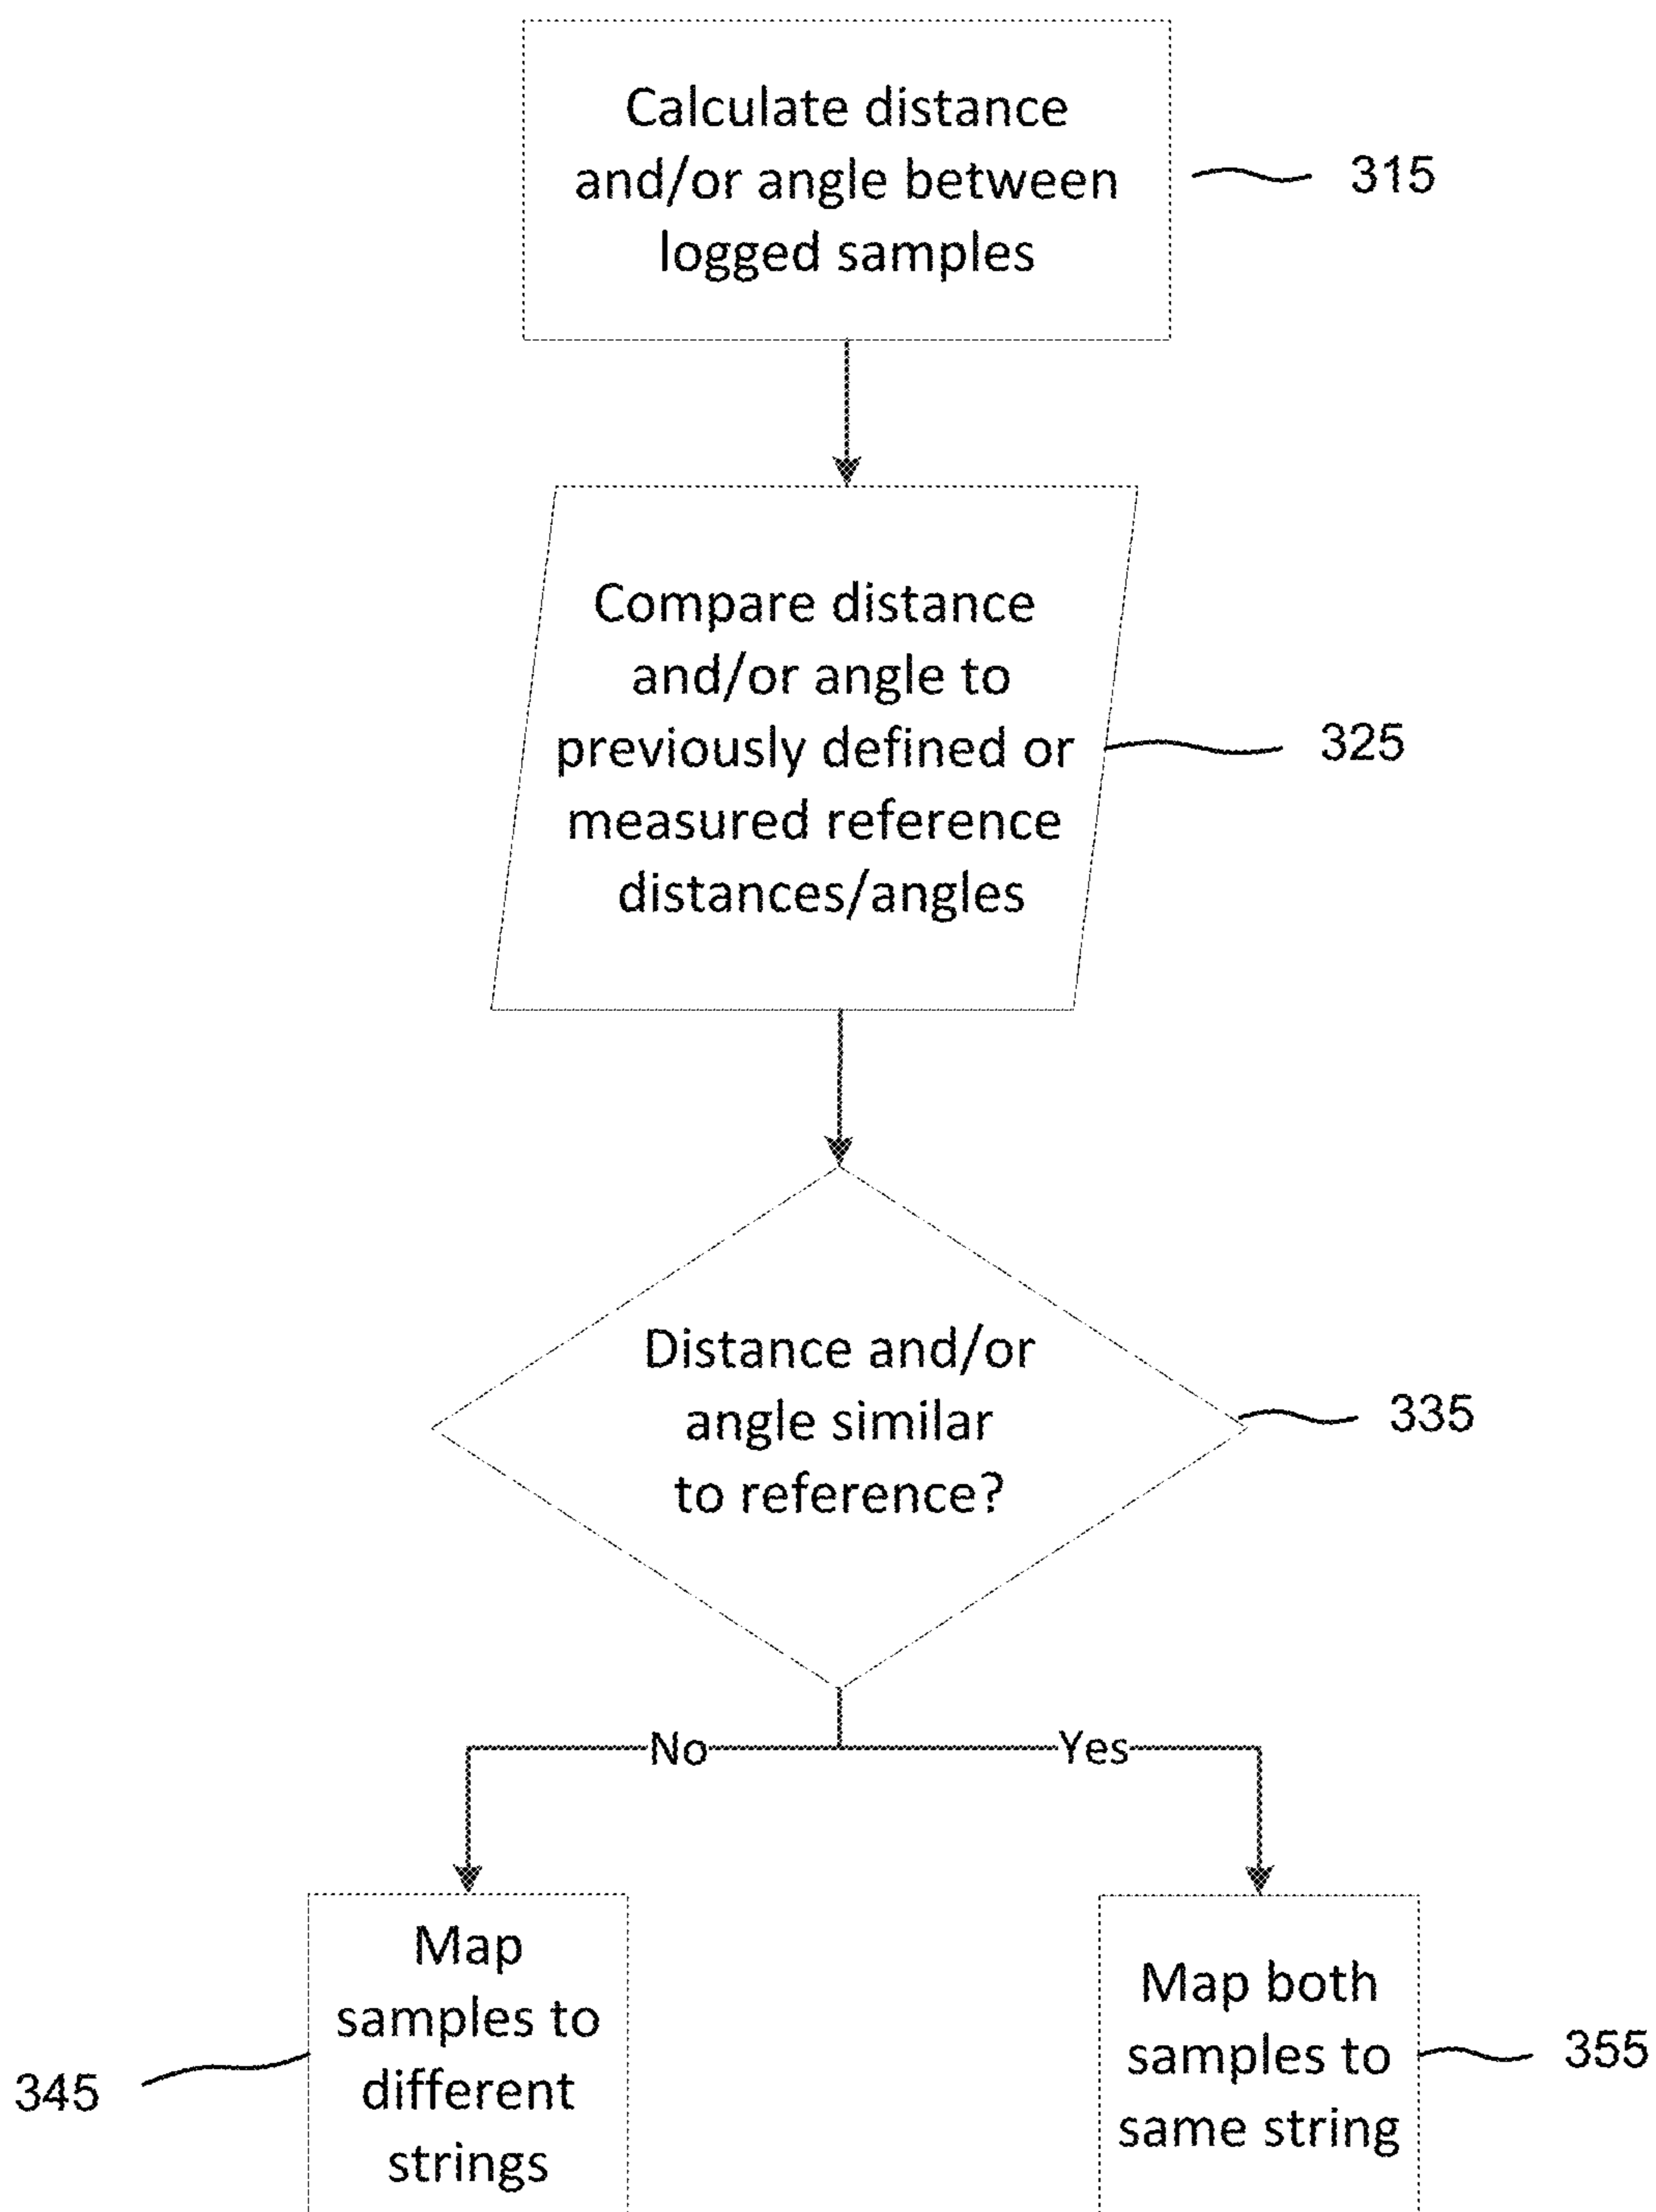 Calculate distance
and/or angle between
logged samples
315
Compare distance
and/or angle to
previously defined or
measured reference
distances/angles
325
Distance and/or
angle similar
to reference?
335
No
Yes
Map
samples to
different
strings
345
Map both
samples to
same string
355